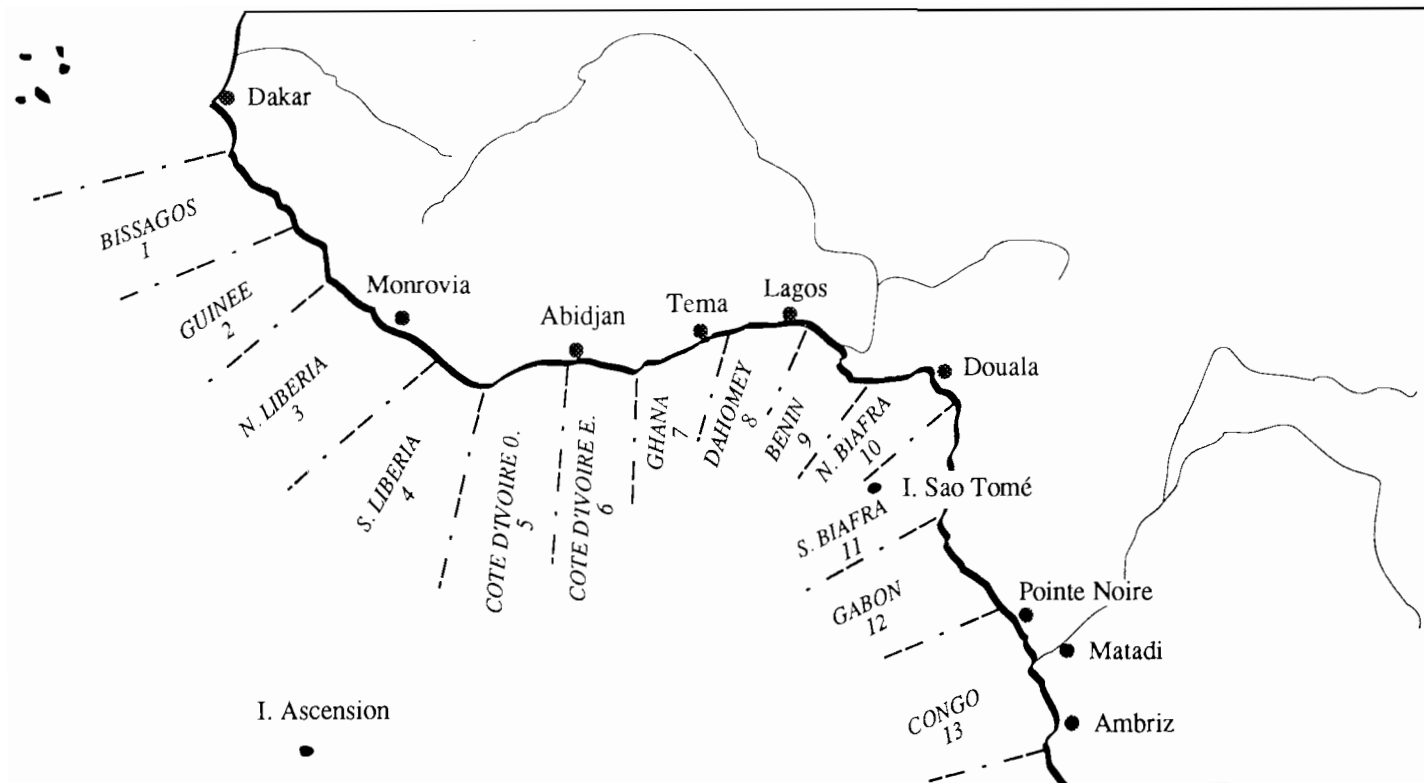 Dakar
BISSAGOS
1
GUINEE
2
Monrovia
N. LIBERIA
3
S. LIBERIA
4
Abidjan
COTE D'IVOIRE O.
5
COTE D'IVOIRE E.
6
Tema
GHANA
7
Lagos
DAHOMEY
8
BENIN
9
N. BIAFRA
10
Douala
I. Sao Tomé
S. BIAFRA
11
GABON
12
Pointe Noire
Matadi
CONGO
13
Ambriz
I. Ascension